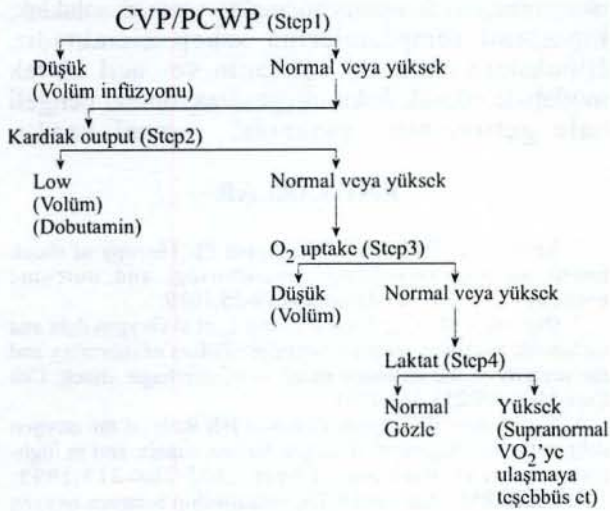 CVP/PCWP (Step1)
Düşük
(Volüm infüzyonu)
Normal veya yüksek
Kardiak output (Step2)
Low
(Volüm)
(Dobutamin)
Normal veya yüksek
O₂ uptake (Step3)
Düşük
(Volüm)
Normal veya yüksek
Laktat (Step4)
Normal
Gözle
Yüksek
(Supranormal
VO₂'ye
ulaşmaya
teşebbüs et)